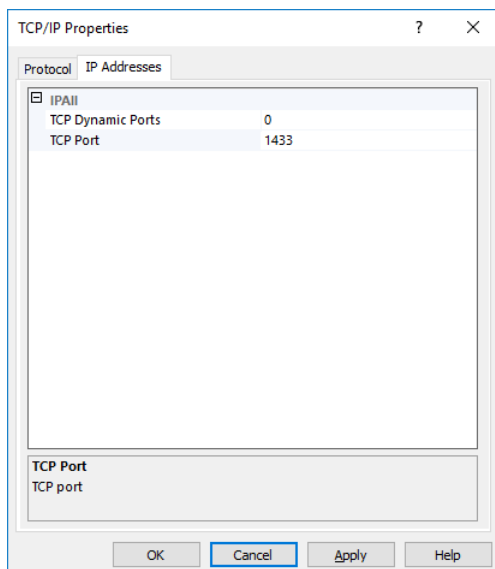 TCP/IP Properties
?
Protocol
IP Addresses
IPAll
TCP Dynamic Ports 0
TCP Port 1433
TCP Port
TCP port
OK Cancel Apply Help